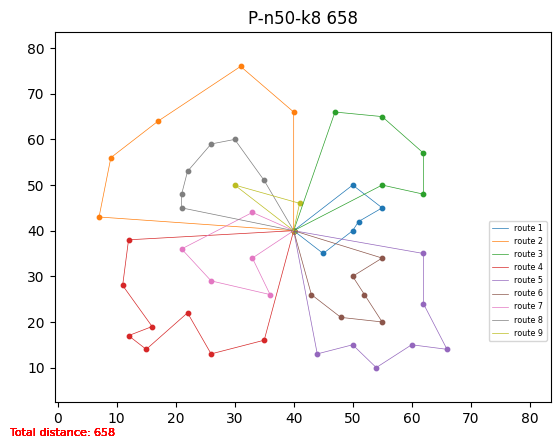 P-n50-k8 658
80
70
60
50
40
30
20
10
0 10 20 30 40 50 60 70 80
route 1
route 2
route 3
route 4
route 5
route 6
route 7
route 8
route 9
Total distance: